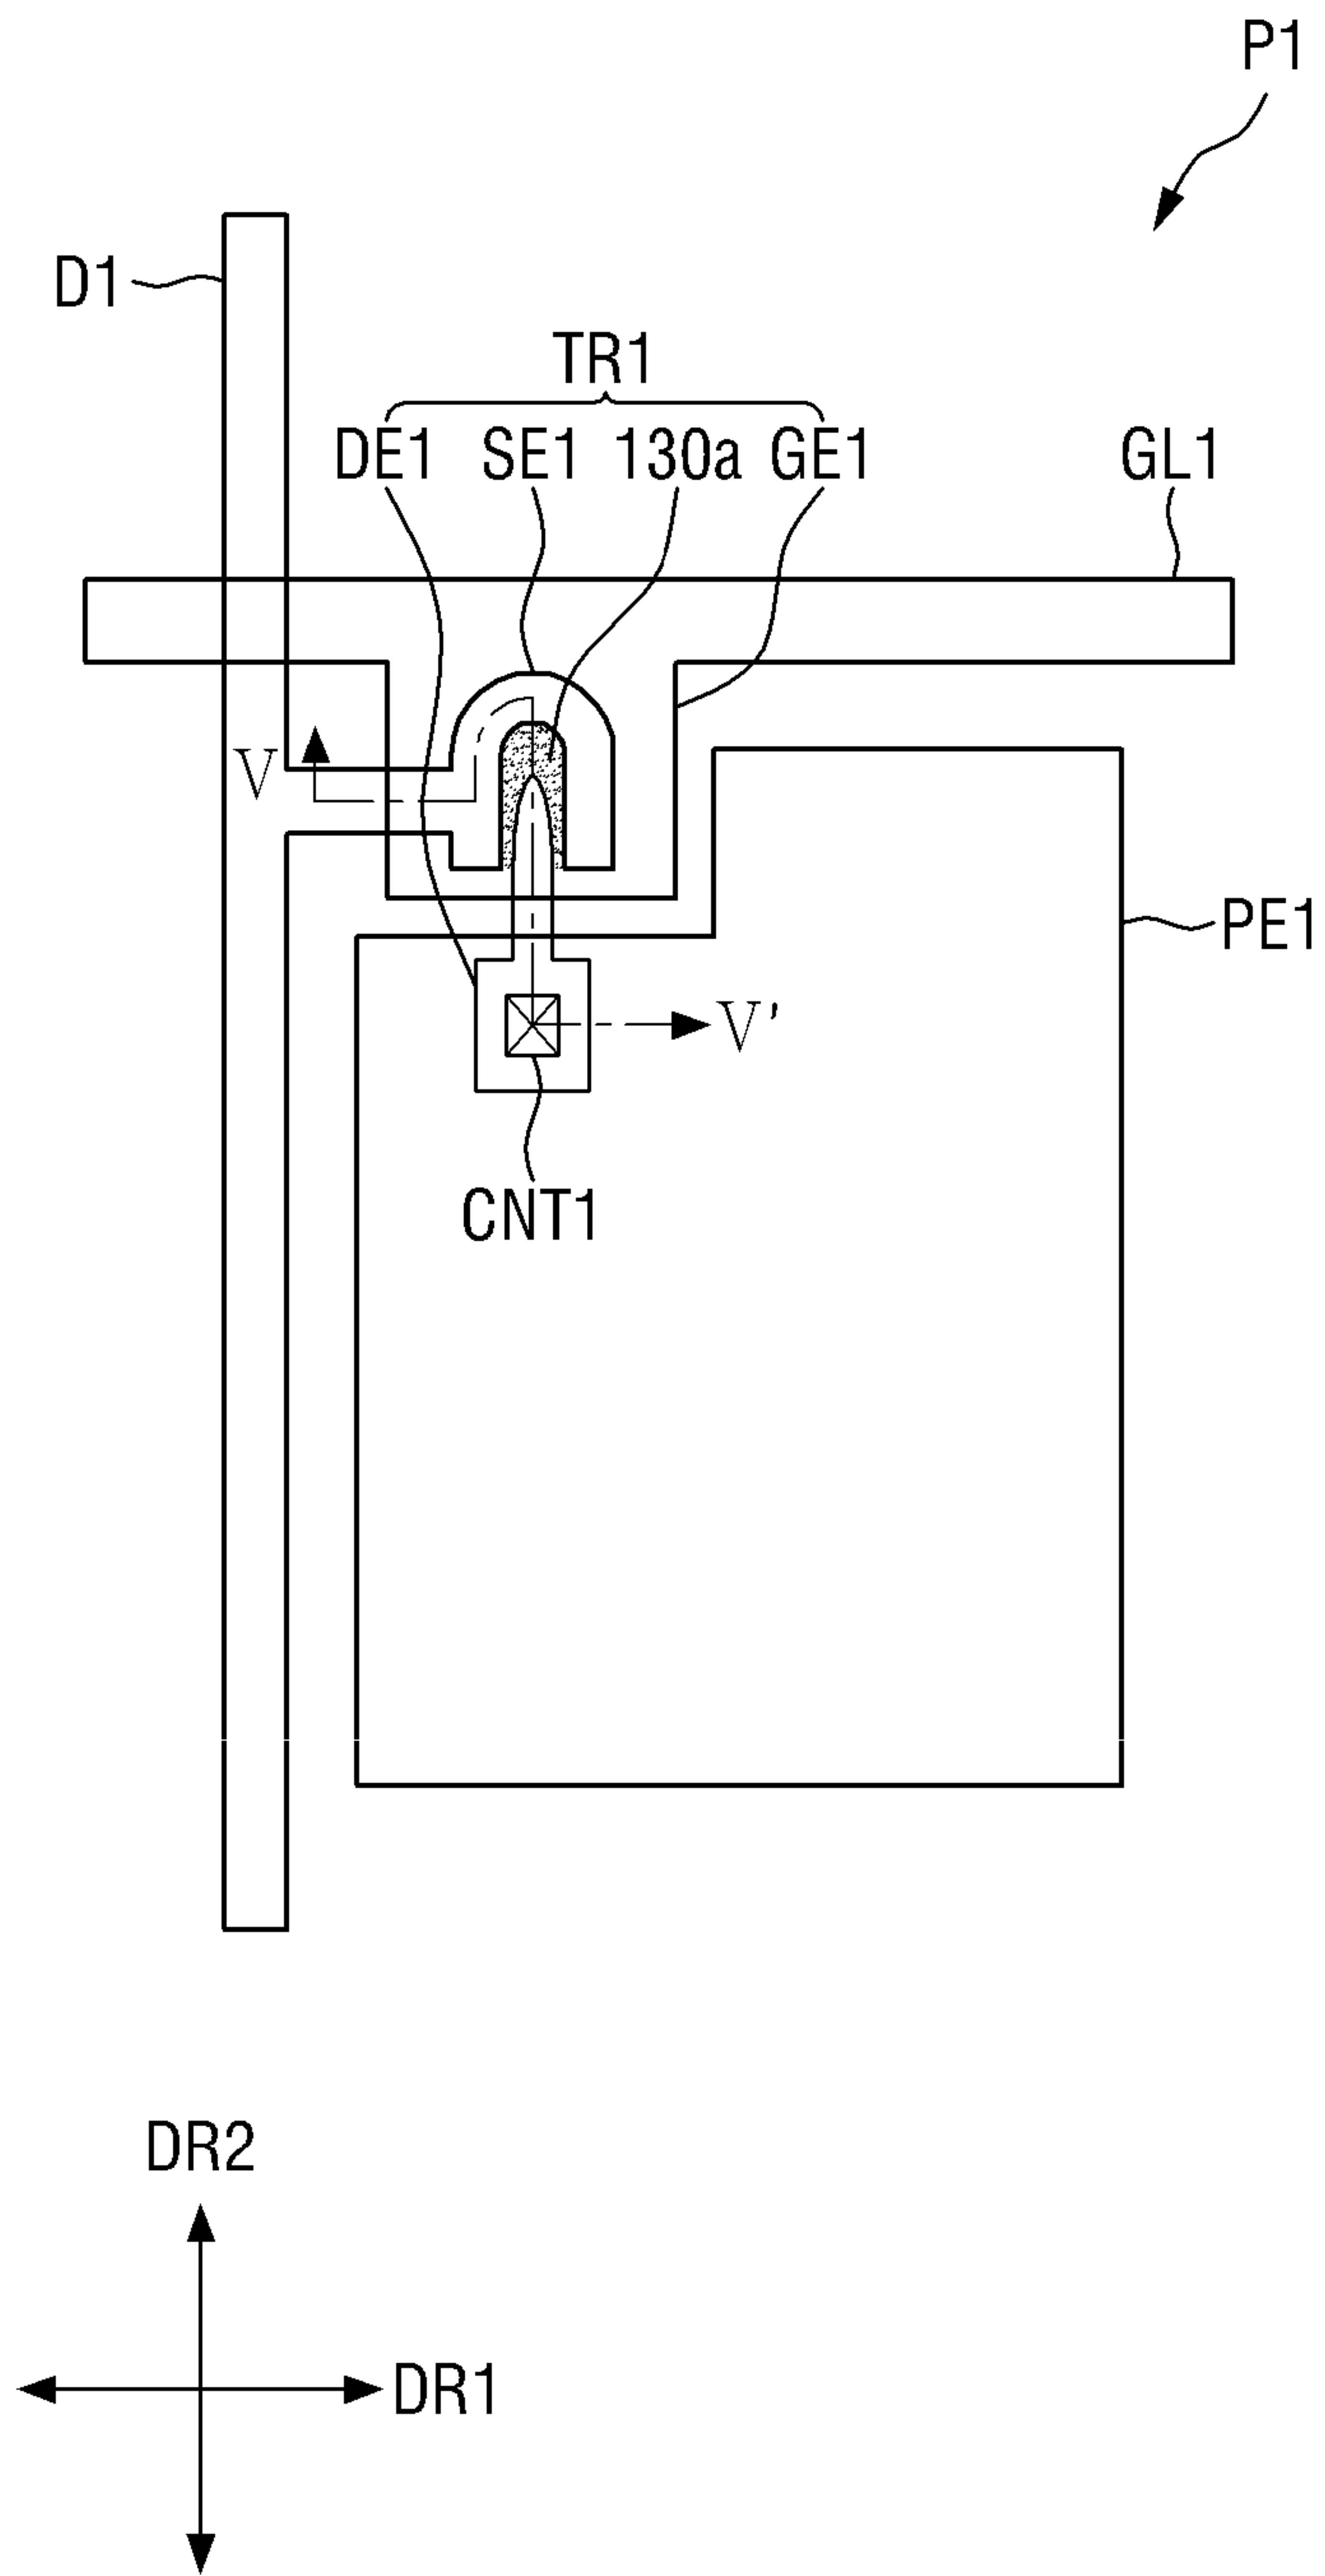 P1
D1
TR1
DE1 SE1 130a GE1
GL1
V
PE1
V'
CNT1
DR2
DR1